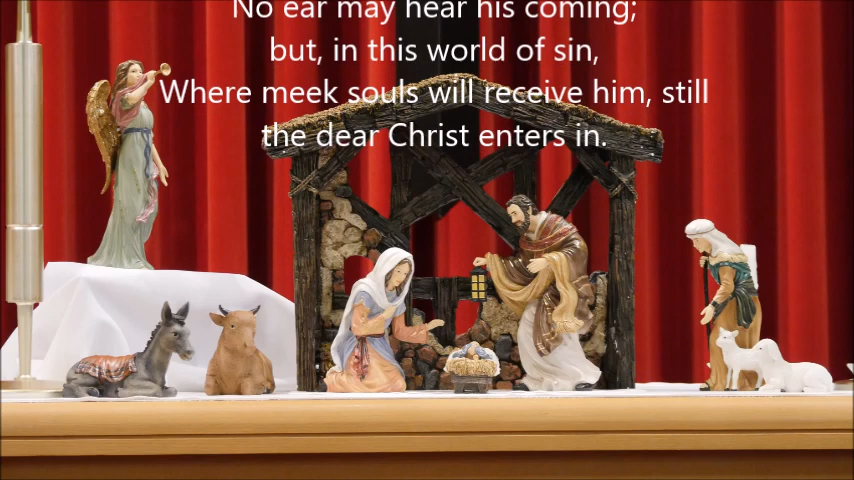 No ear may hear his coming;
but, in this world of sin,
Where meek souls will receive him, still
the dear Christ enters in.